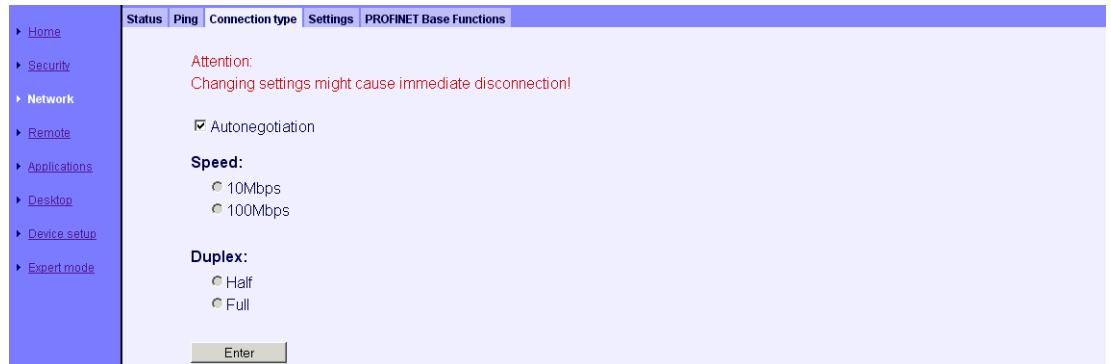 Status Ping Connection type Settings PROFINET Base Functions
Home
Security
Network
Remote
Applications
Desktop
Device setup
Expert mode
Attention:
Changing settings might cause immediate disconnection!
Autonegotiation
Speed:
10Mbps
100Mbps
Duplex:
Half
Full
Enter